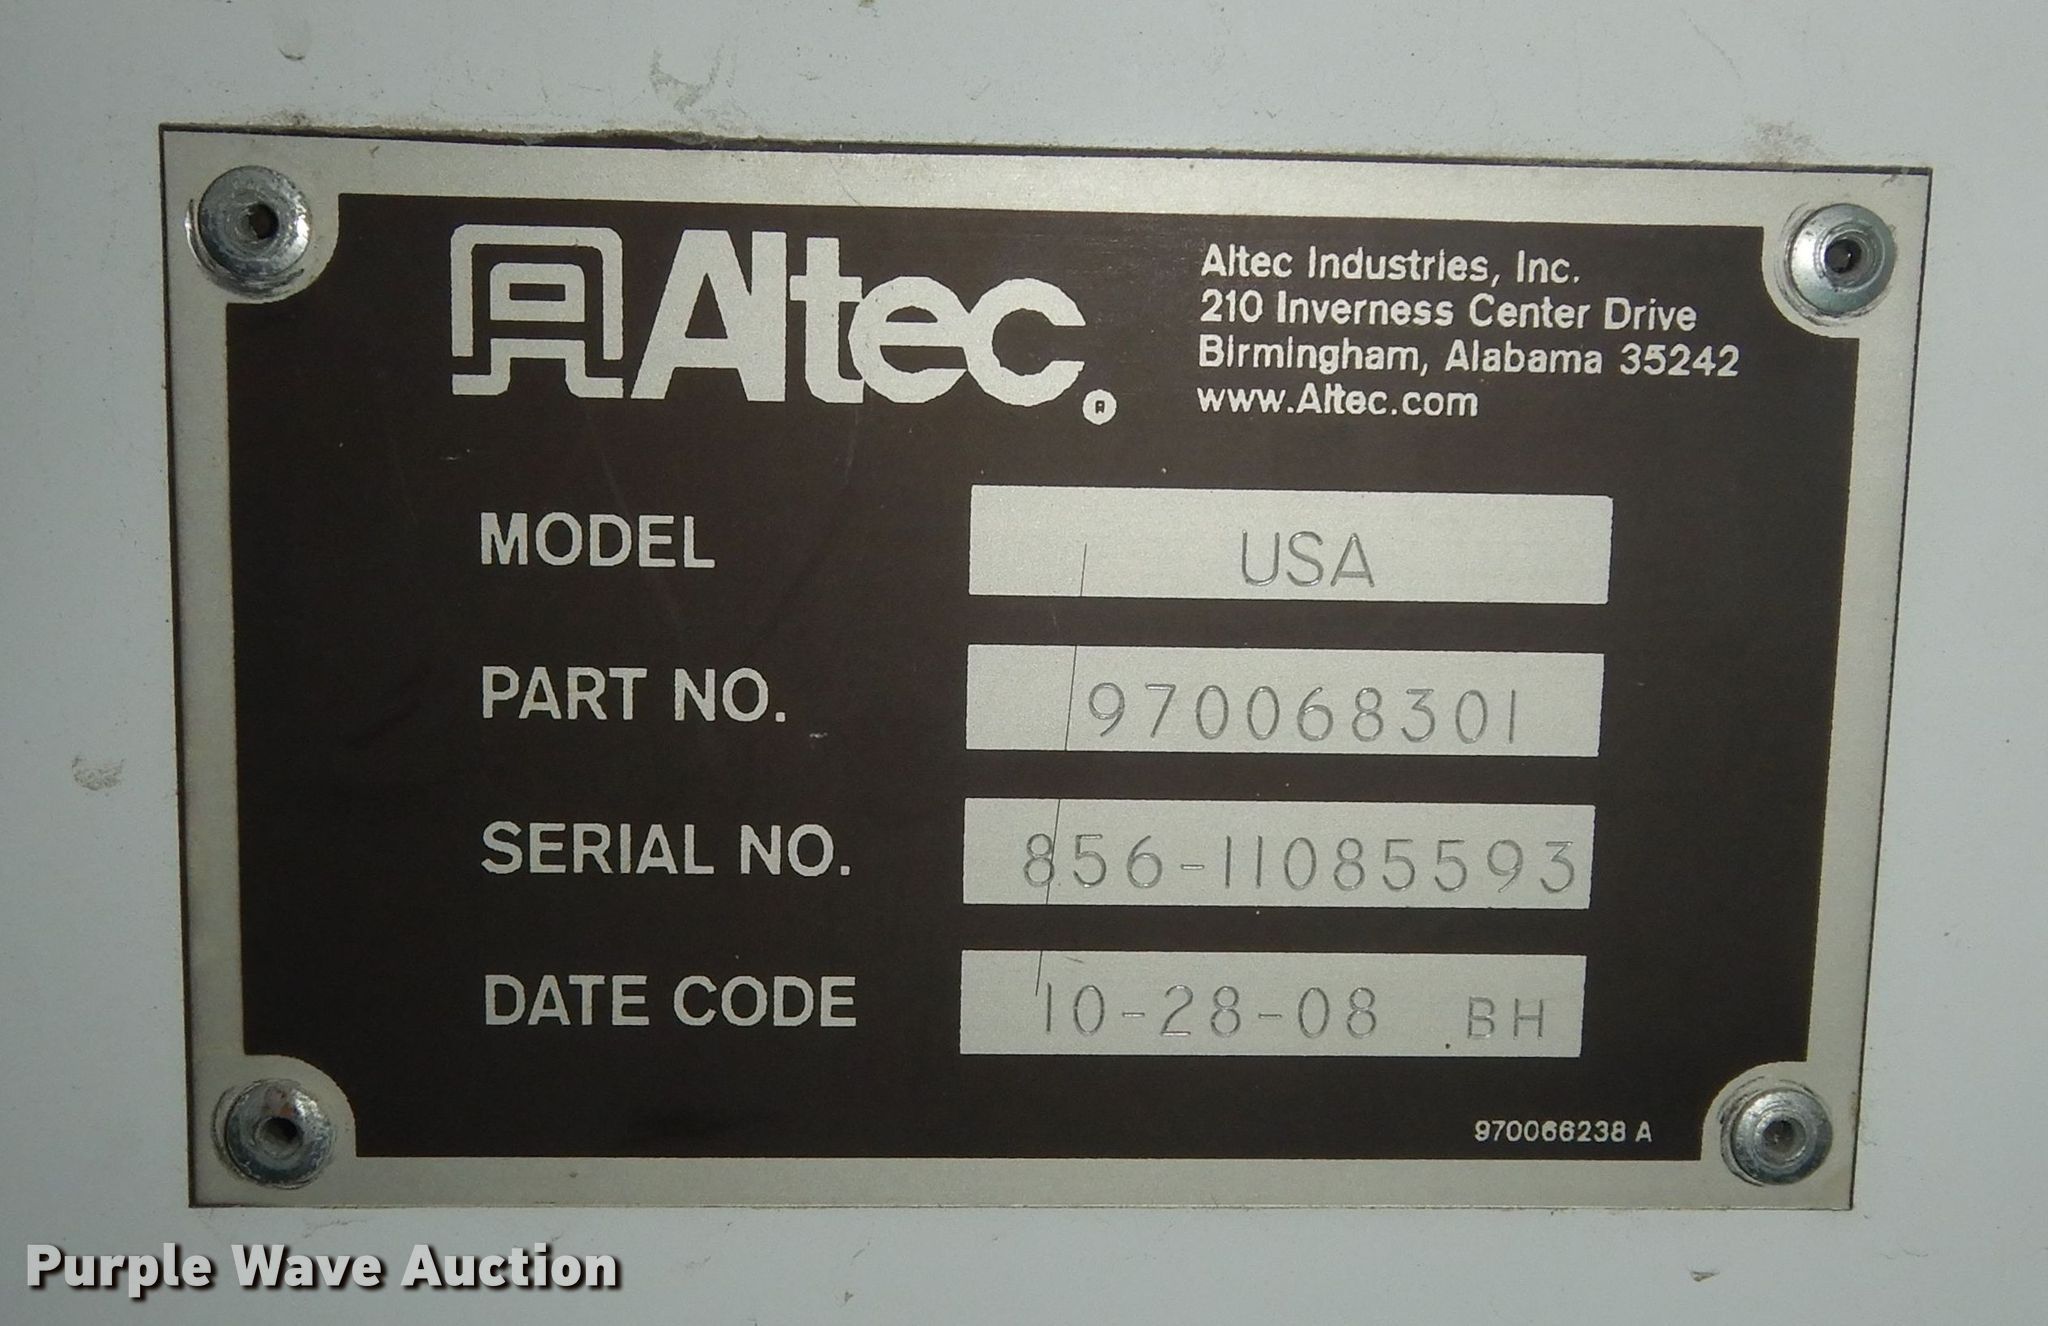 Altec®
Altec Industries, Inc.
210 Inverness Center Drive
Birmingham, Alabama 35242
www.Altec.com
MODEL USA
PART NO. 970068301
SERIAL NO. 856-11085593
DATE CODE 10-28-08 BH
970066238 A
Purple Wave Auction